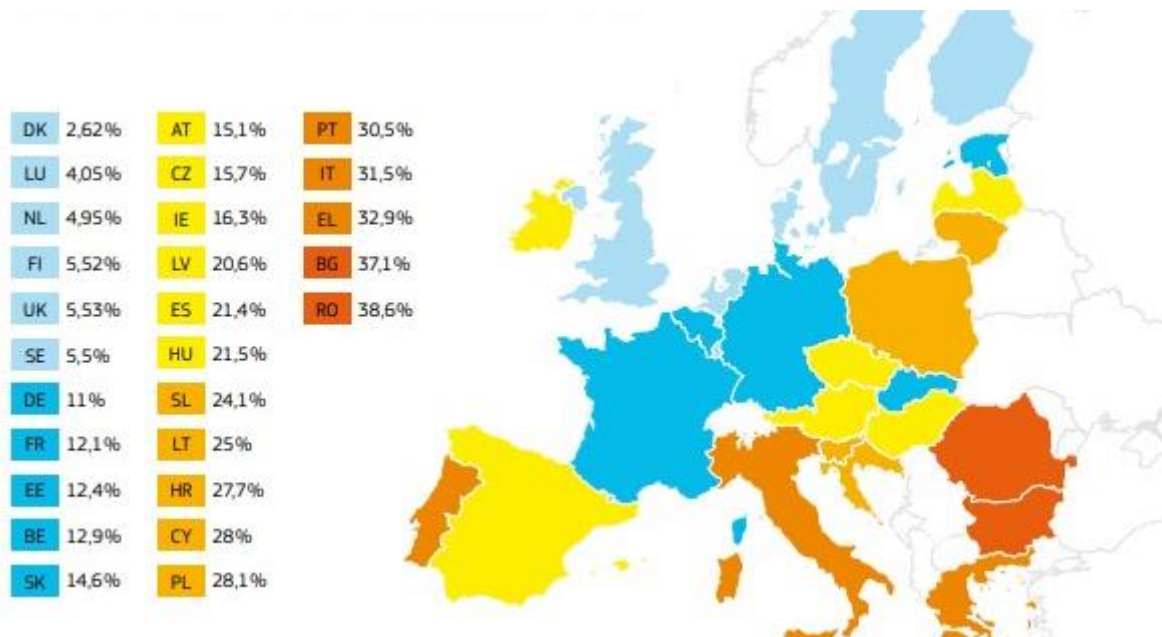 DK 2,62%
LU 4,05%
NL 4,95%
FI 5,52%
UK 5,53%
SE 5,5%
DE 11%
FR 12,1%
EE 12,4%
BE 12,9%
SK 14,6%
AT 15,1%
CZ 15,7%
IE 16,3%
LV 20,6%
ES 21,4%
HU 21,5%
SL 24,1%
LT 25%
HR 27,7%
CY 28%
PL 28,1%
PT 30,5%
IT 31,5%
EL 32,9%
BG 37,1%
RO 38,6%